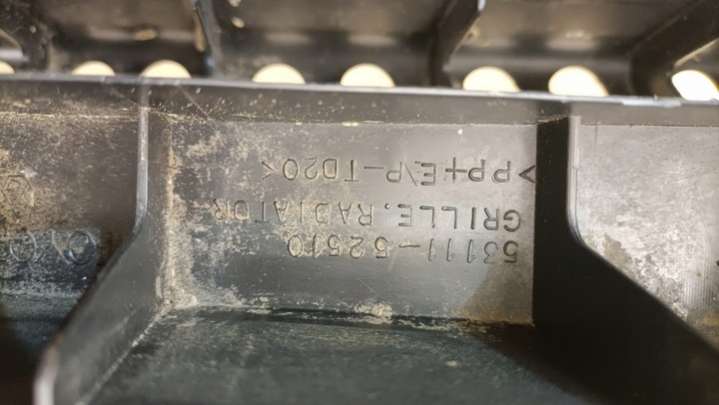 53111-52510
GRILLE, RADIATOR
>PP+E/P-TD20<